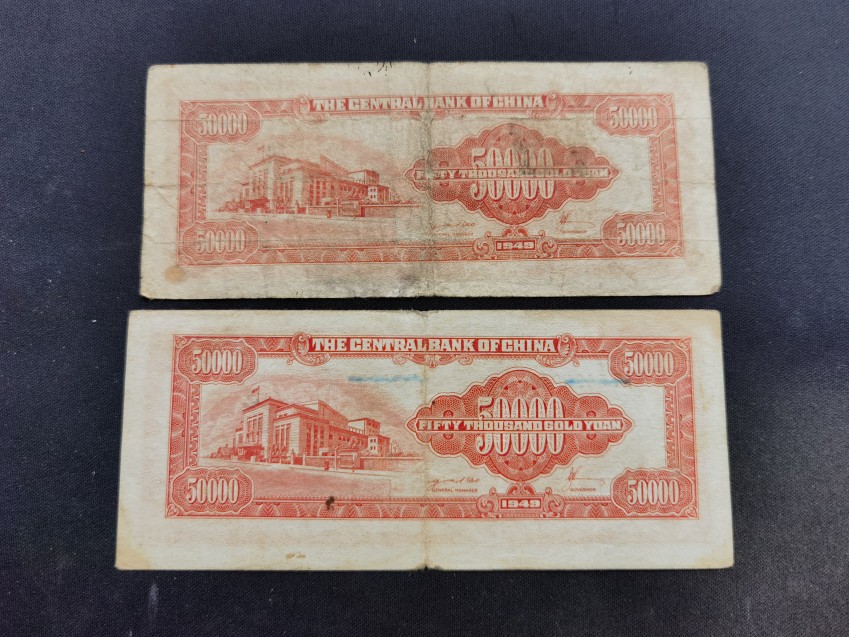 THE CENTRAL BANK OF CHINA
50000 50000
50000
FIFTY THOUSAND GOLD YUAN
50000 50000
1949
GOVERNOR
THE CENTRAL BANK OF CHINA
50000 50000
50000
FIFTY THOUSAND GOLD YUAN
50000 50000
GENERAL MANAGER GOVERNOR
1949